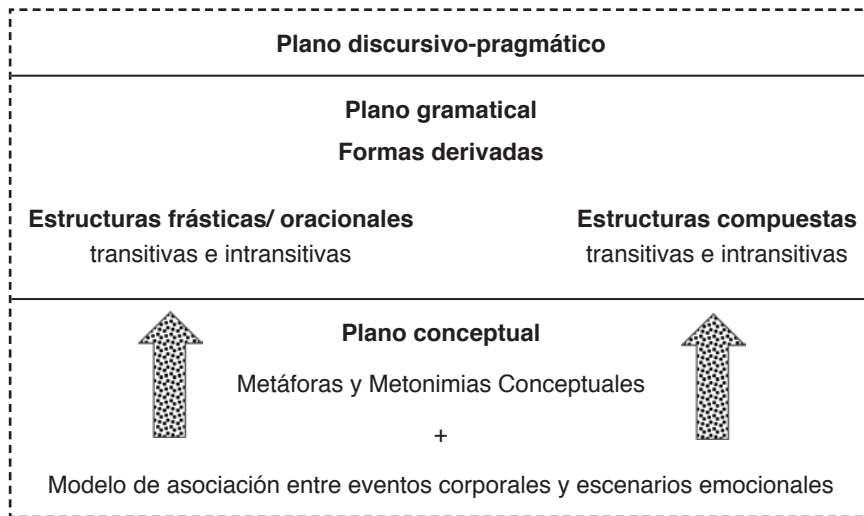 Plano discursivo-pragmático
Plano gramatical
Formas derivadas
Estructuras frásticas/ oracionales
transitivas e intransitivas
Estructuras compuestas
transitivas e intransitivas
Plano conceptual
Metáforas y Metonimias Conceptuales
+
Modelo de asociación entre eventos corporales y escenarios emocionales